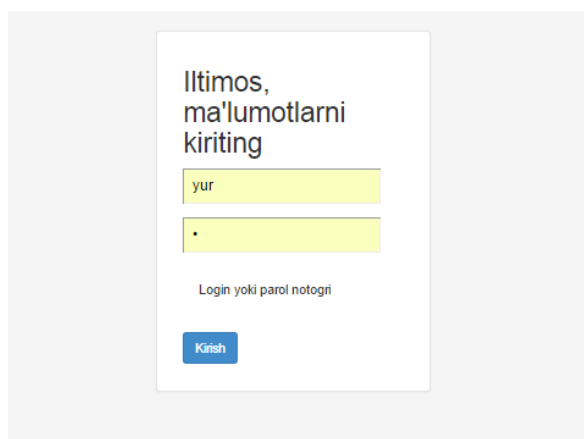 Iltimos,
ma'lumotlarni
kiriting
yur
•
Login yoki parol notogri
Kirish